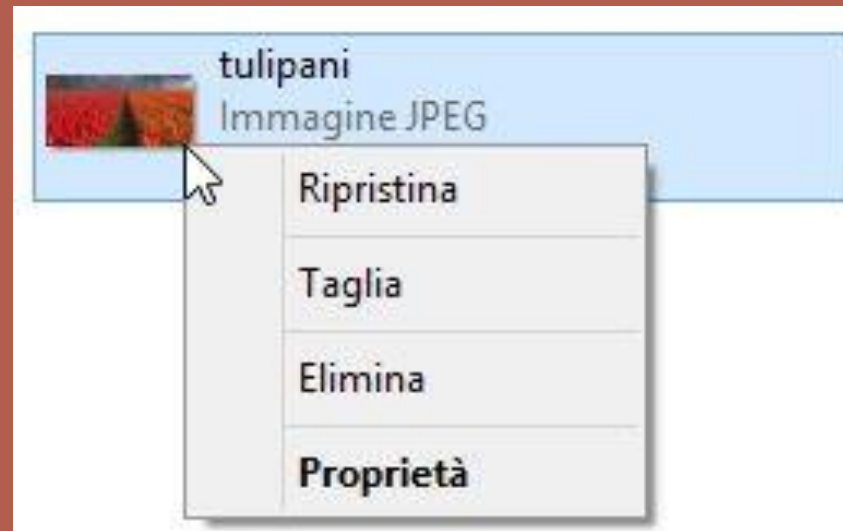 tulipani
Immagine JPEG
Ripristina
Taglia
Elimina
Proprietà